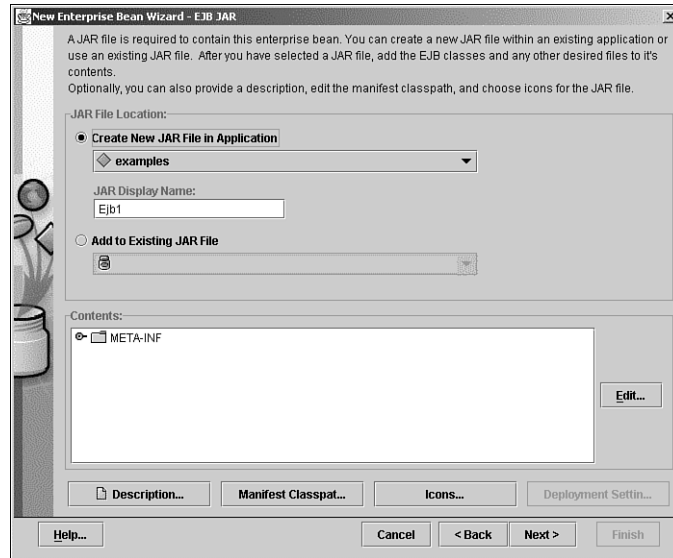 New Enterprise Bean Wizard - EJB JAR
A JAR file is required to contain this enterprise bean. You can create a new JAR file within an existing application or
use an existing JAR file. After you have selected a JAR file, add the EJB classes and any other desired files to it's
contents.
Optionally, you can also provide a description, edit the manifest classpath, and choose icons for the JAR file.
JAR File Location:
Create New JAR File in Application
examples
JAR Display Name:
Ejb1
Add to Existing JAR File
Contents:
META-INF
Edit...
Description... Manifest Classpat... Icons... Deployment Settin...
Help... Cancel < Back Next > Finish